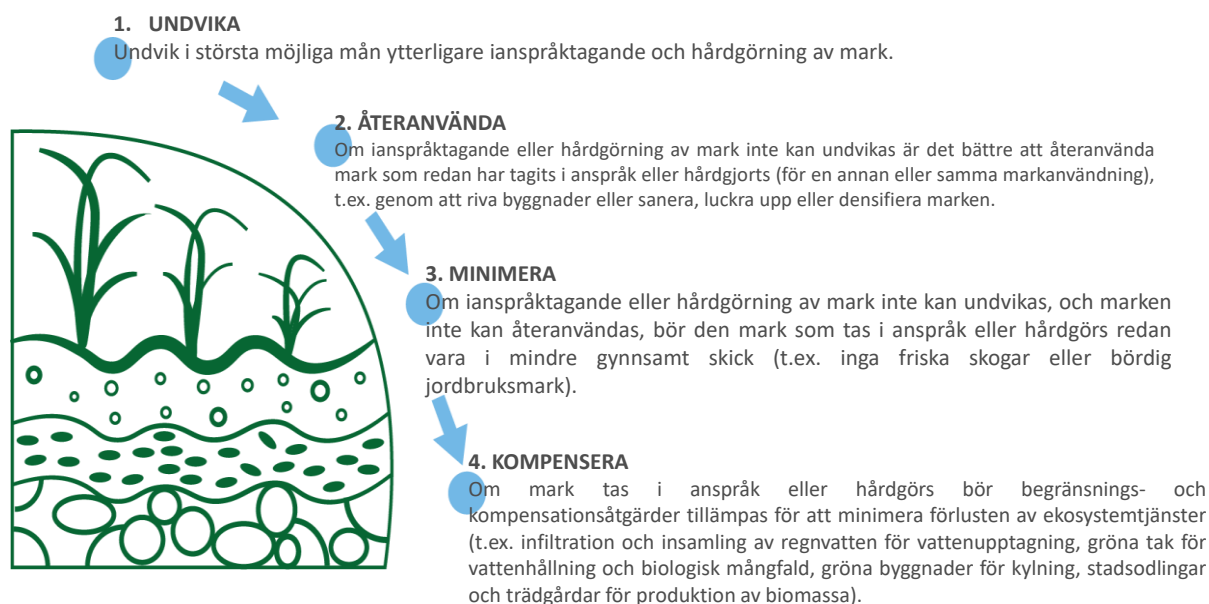 1. UNDVIKA
Undvik i största möjliga mån ytterligare ianspråktagande och hårdgörning av mark.
2. ÅTERANVÄNDA
Om ianspråktagande eller hårdgörning av mark inte kan undvikas är det bättre att återanvända
mark som redan har tagits i anspråk eller hårdgjorts (för en annan eller samma markanvändning),
t.ex. genom att riva byggnader eller sanera, luckra upp eller densifiera marken.
3. MINIMERA
Om ianspråktagande eller hårdgörning av mark inte kan undvikas, och marken
inte kan återanvändas, bör den mark som tas i anspråk eller hårdgörs redan
vara i mindre gynnsamt skick (t.ex. inga friska skogar eller bördig
jordbruksmark).
4. KOMPENSERA
Om mark tas i anspråk eller hårdgörs bör begränsnings- och
kompensationsåtgärder tillämpas för att minimera förlusten av ekosystemtjänster
(t.ex. infiltration och insamling av regnvatten för vattenupptagning, gröna tak för
vattenhållning och biologisk mångfald, gröna byggnader för kylning, stadsodlingar
och trädgårdar för produktion av biomassa).